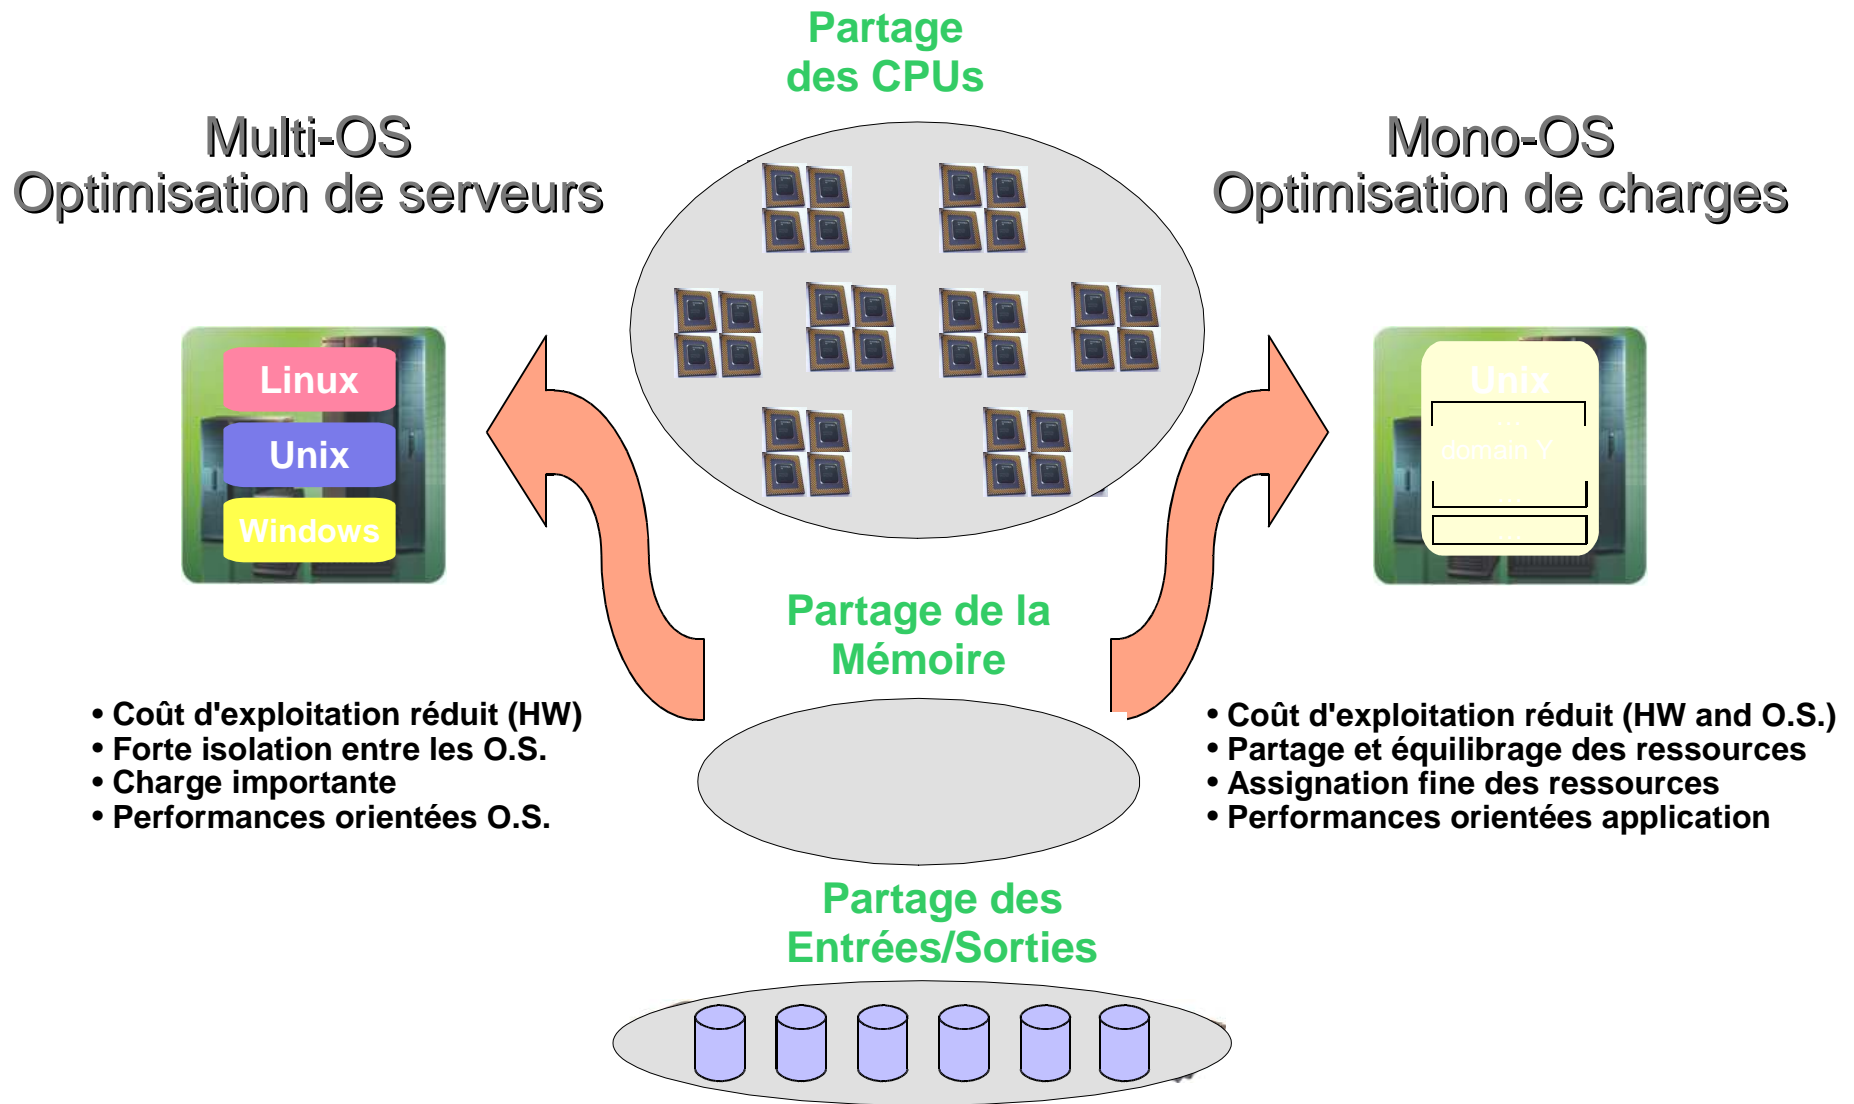 Partage
des CPUs
Multi-OS
Optimisation de serveurs
Mono-OS
Optimisation de charges
Linux
Unix
Windows
Unix
domain Y
Partage de la
Mémoire
• Coût d'exploitation réduit (HW)
• Forte isolation entre les O.S.
• Charge importante
• Performances orientées O.S.
• Coût d'exploitation réduit (HW and O.S.)
• Partage et équilibrage des ressources
• Assignation fine des ressources
• Performances orientées application
Partage des
Entrées/Sorties